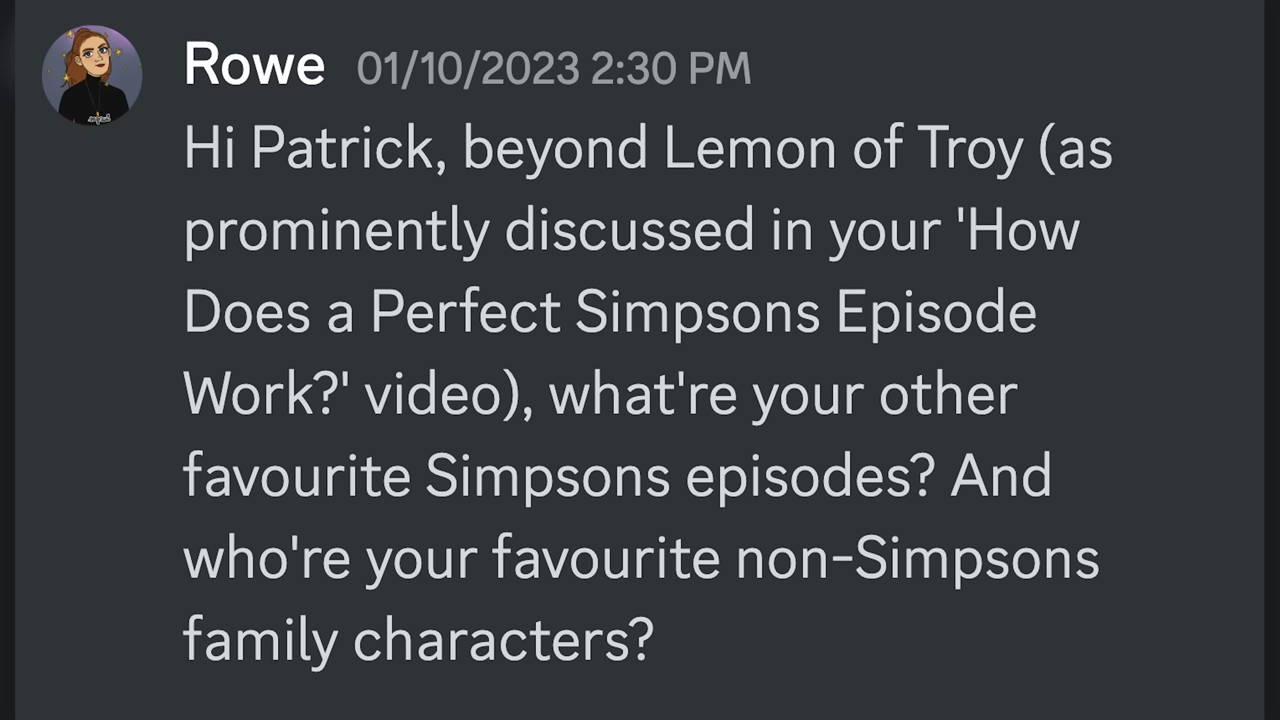 Rowe 01/10/2023 2:30 PM
Hi Patrick, beyond Lemon of Troy (as
prominently discussed in your 'How
Does a Perfect Simpsons Episode
Work?' video), what're your other
favourite Simpsons episodes? And
who're your favourite non-Simpsons
family characters?